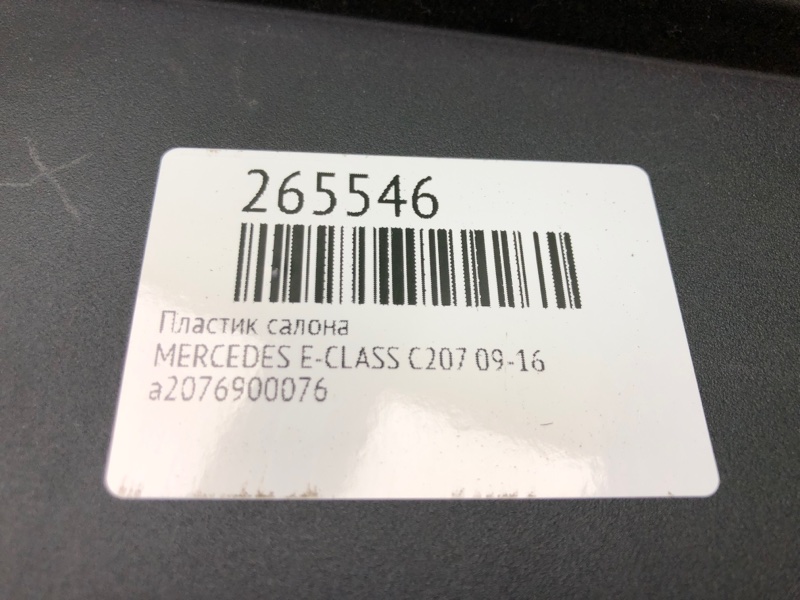 265546
Пластик салона
MERCEDES E-CLASS C207 09-16
a2076900076